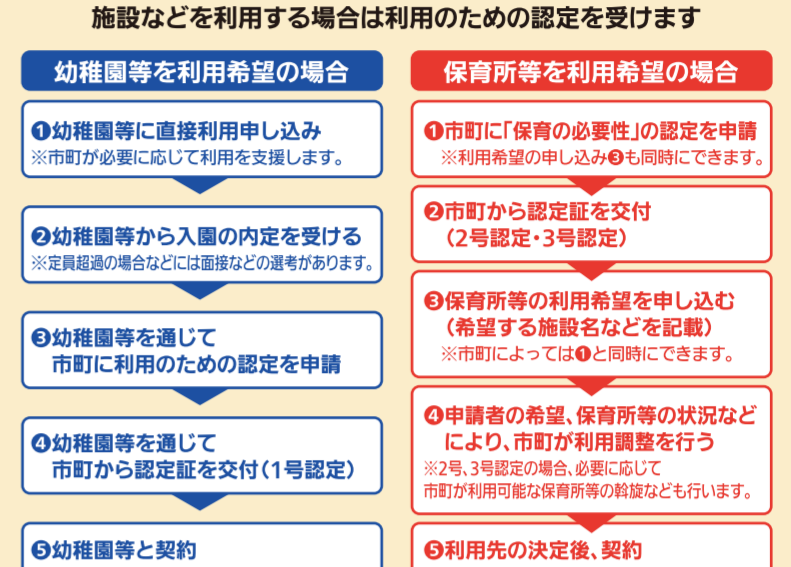 施設などを利用する場合は利用のための認定を受けます
幼稚園等を利用希望の場合
❶幼稚園等に直接利用申し込み
※市町が必要に応じて利用を支援します。
❷幼稚園等から入園の内定を受ける
※定員超過の場合などには面接などの選考があります。
❸幼稚園等を通じて
市町に利用のための認定を申請
❹幼稚園等を通じて
市町から認定証を交付（1号認定）
❺幼稚園等と契約
保育所等を利用希望の場合
❶市町に「保育の必要性」の認定を申請
※利用希望の申し込み❸も同時にできます。
❷市町から認定証を交付
（2号認定・3号認定）
❸保育所等の利用希望を申し込む
（希望する施設名などを記載）
※市町によっては❶と同時にできます。
❹申請者の希望、保育所等の状況など
により、市町が利用調整を行う
※2号、3号認定の場合、必要に応じて
市町が利用可能な保育所等の斡旋なども行います。
❺利用先の決定後、契約